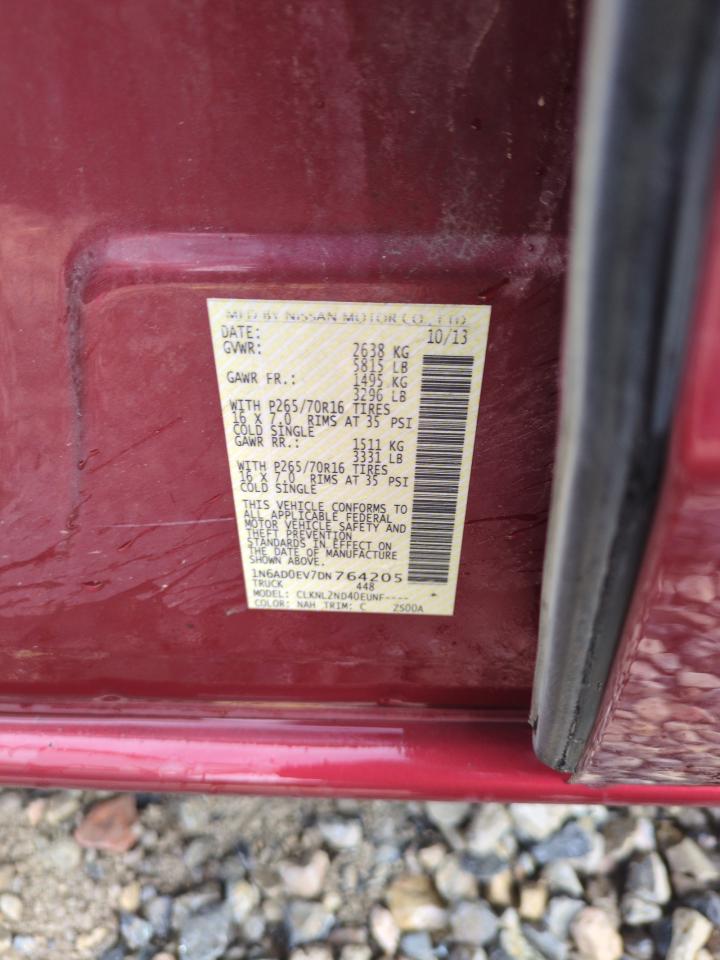 MFD BY NISSAN MOTOR CO., LTD.
DATE: 10/13
GVWR: 2638 KG
5815 LB
GAWR FR.: 1495 KG
3296 LB
WITH P265/70R16 TIRES
16 X 7.0 RIMS AT 35 PSI
COLD SINGLE
GAWR RR.: 1511 KG
3331 LB
WITH P265/70R16 TIRES
16 X 7.0 RIMS AT 35 PSI
COLD SINGLE
THIS VEHICLE CONFORMS TO
ALL APPLICABLE FEDERAL
MOTOR VEHICLE SAFETY AND
THEFT PREVENTION
STANDARDS IN EFFECT ON
THE DATE OF MANUFACTURE
SHOWN ABOVE.
1N6AD0EV7DN764205
TRUCK 448
MODEL: CLKNL2ND40EUNF----*
COLOR: NAH TRIM: C 2S00A